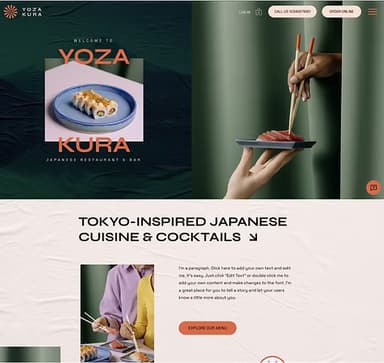 YOZA
KURA
LOG IN
CALL US 1234567890
ORDER ONLINE
WELCOME TO
YOZA
KURA
JAPANESE RESTAURANT & BAR
TOKYO-INSPIRED JAPANESE
CUISINE & COCKTAILS
I'm a paragraph. Click here to add your own text and edit
me. It's easy. Just click "Edit Text" or double click me to
add your own content and make changes to the font. I'm
a great place for you to tell a story and let your users
know a little more about you.
EXPLORE OUR MENU